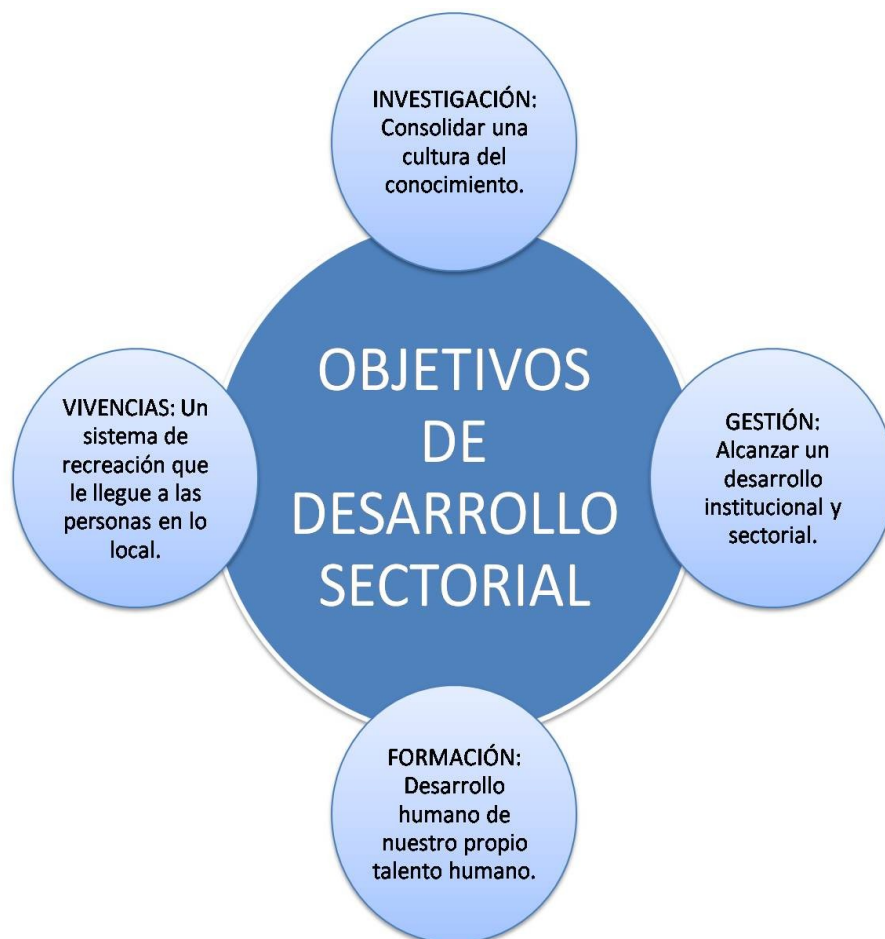 INVESTIGACIÓN:
Consolidar una
cultura del
conocimiento.
OBJETIVOS
DE
DESARROLLO
SECTORIAL
VIVENCIAS: Un
sistema de
recreación que
le llegue a las
personas en lo
local.
GESTIÓN:
Alcanzar un
desarrollo
institucional y
sectorial.
FORMACIÓN:
Desarrollo
humano de
nuestro propio
talento humano.